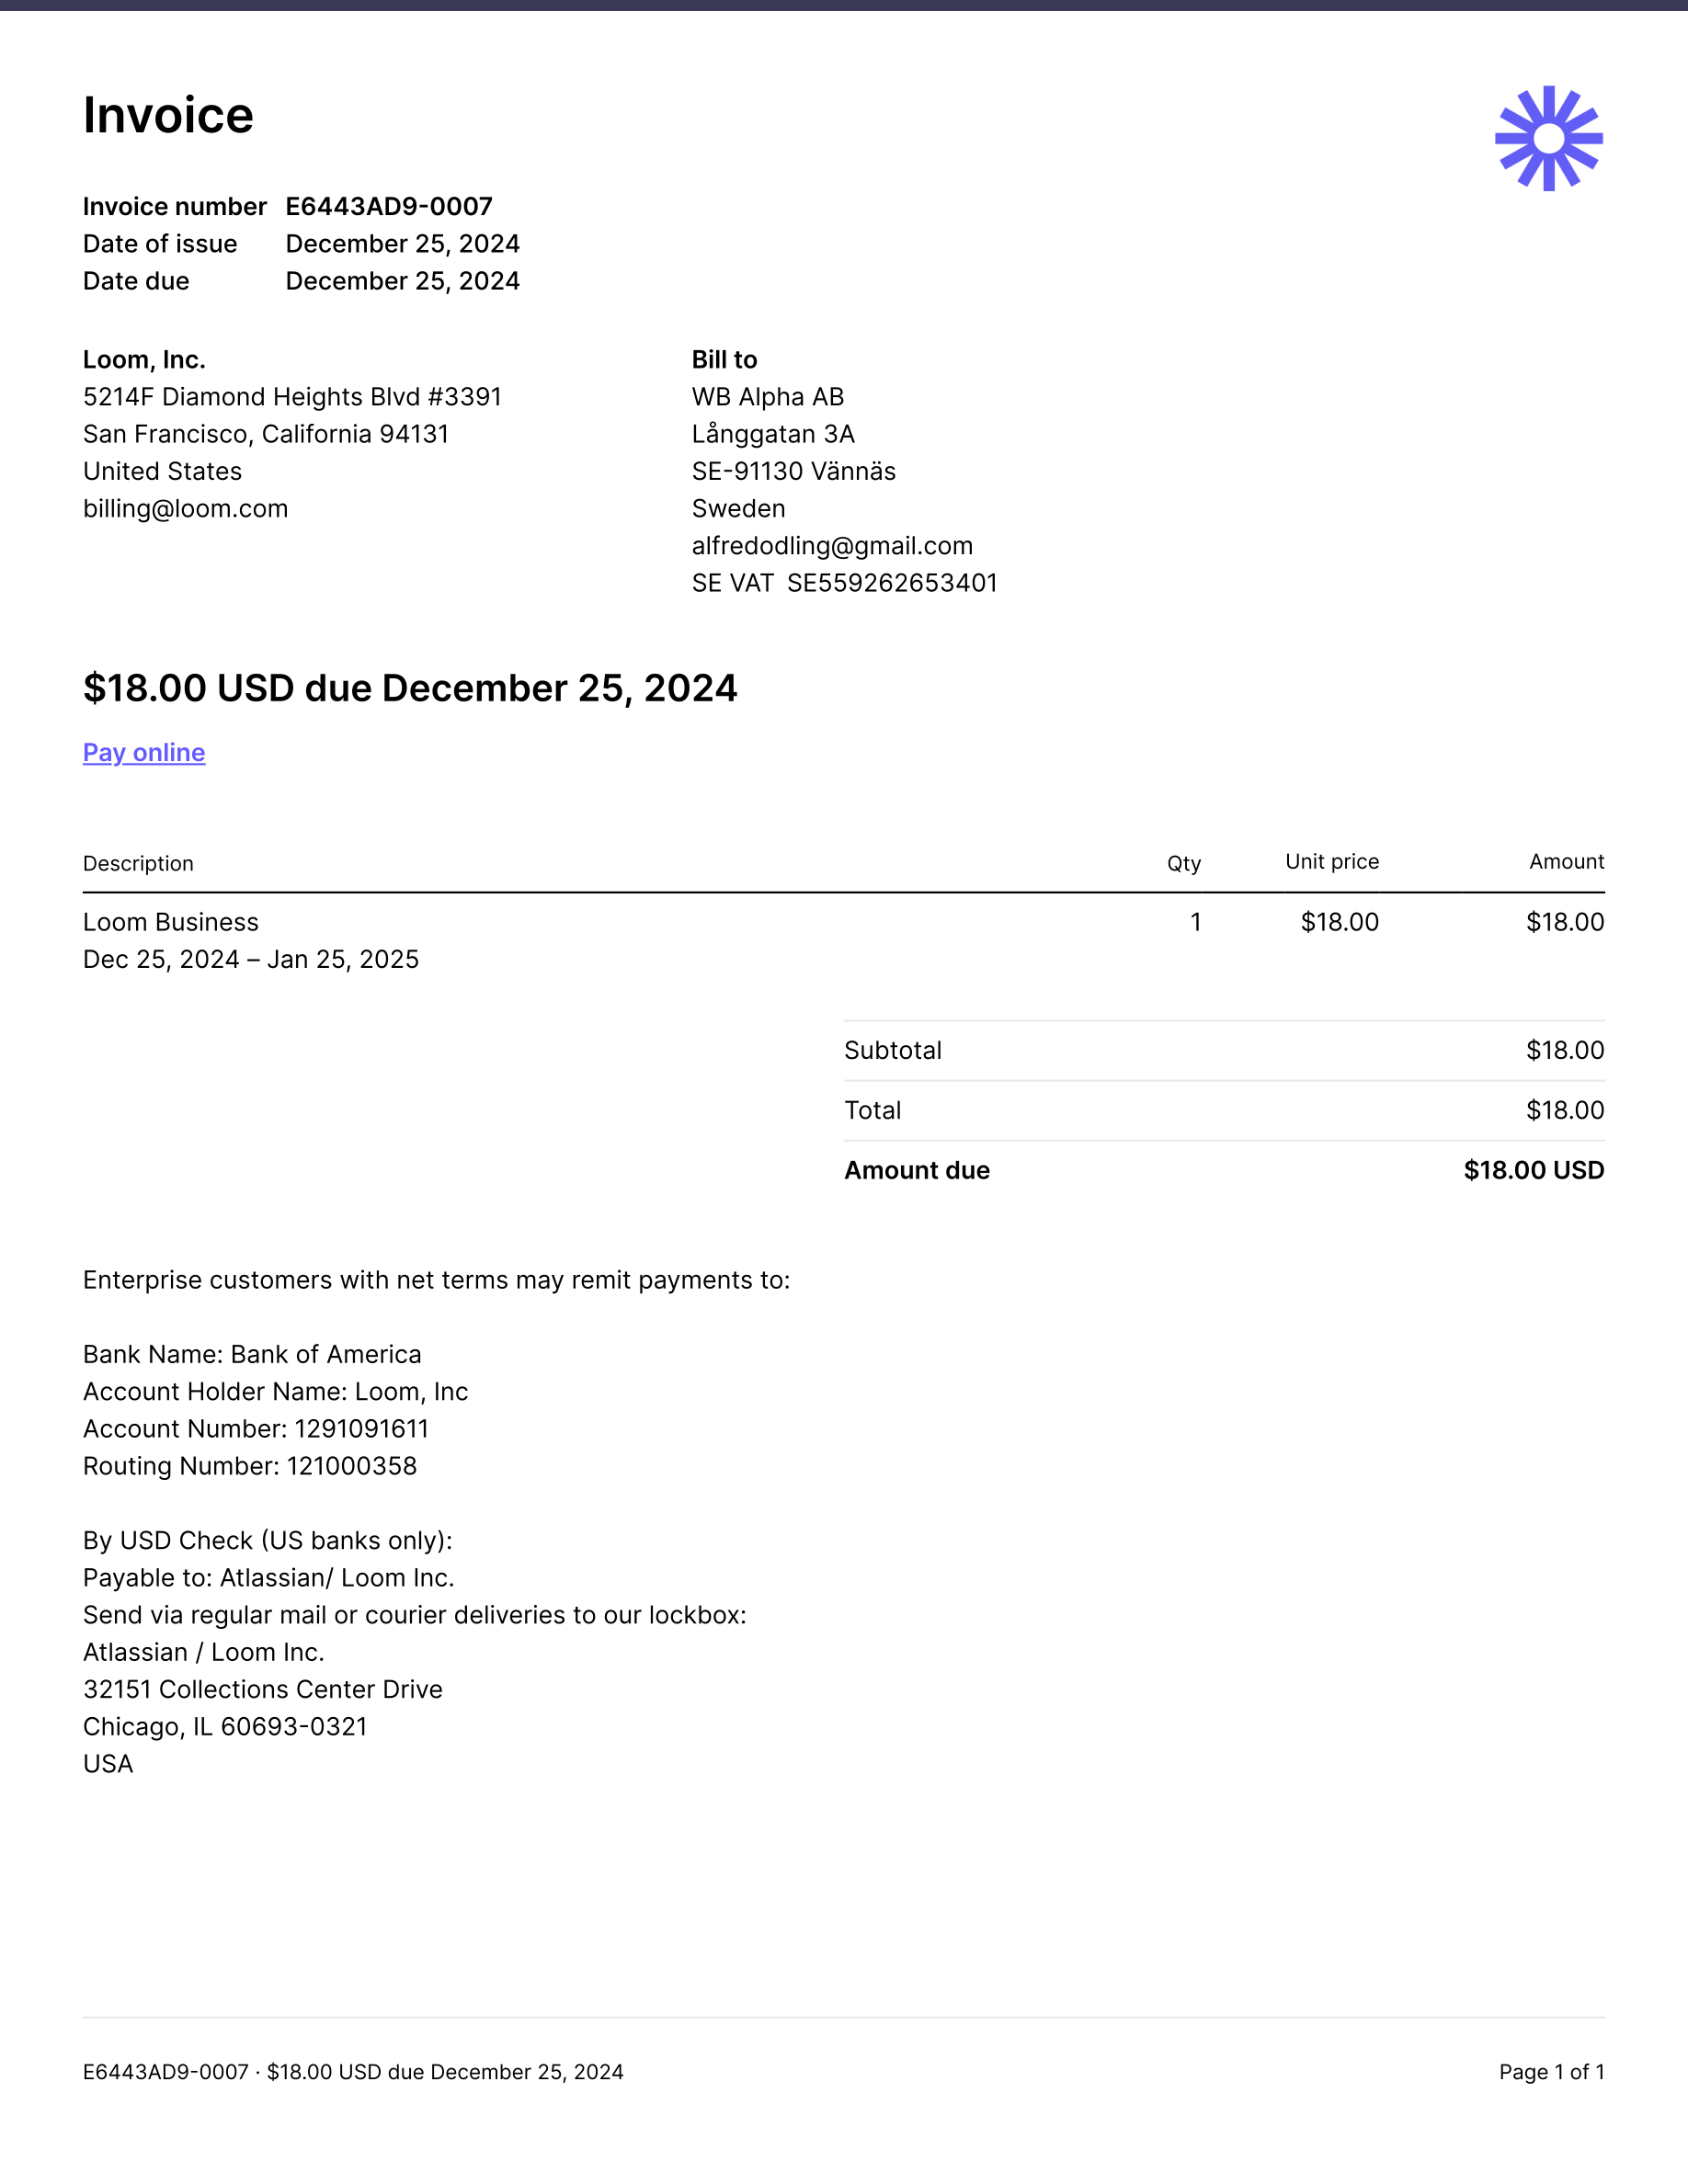 Invoice
Invoice number E6443AD9-0007
Date of issue December 25, 2024
Date due December 25, 2024
Loom, Inc.
5214F Diamond Heights Blvd #3391
San Francisco, California 94131
United States
billing@loom.com
Bill to
WB Alpha AB
Långgatan 3A
SE-91130 Vännäs
Sweden
alfredodling@gmail.com
SE VAT SE559262653401
$18.00 USD due December 25, 2024
Pay online
Description Qty Unit price Amount
Loom Business 1 $18.00 $18.00
Dec 25, 2024 – Jan 25, 2025
Subtotal $18.00
Total $18.00
Amount due $18.00 USD
Enterprise customers with net terms may remit payments to:
Bank Name: Bank of America
Account Holder Name: Loom, Inc
Account Number: 1291091611
Routing Number: 121000358
By USD Check (US banks only):
Payable to: Atlassian/ Loom Inc.
Send via regular mail or courier deliveries to our lockbox:
Atlassian / Loom Inc.
32151 Collections Center Drive
Chicago, IL 60693-0321
USA
E6443AD9-0007 · $18.00 USD due December 25, 2024 Page 1 of 1